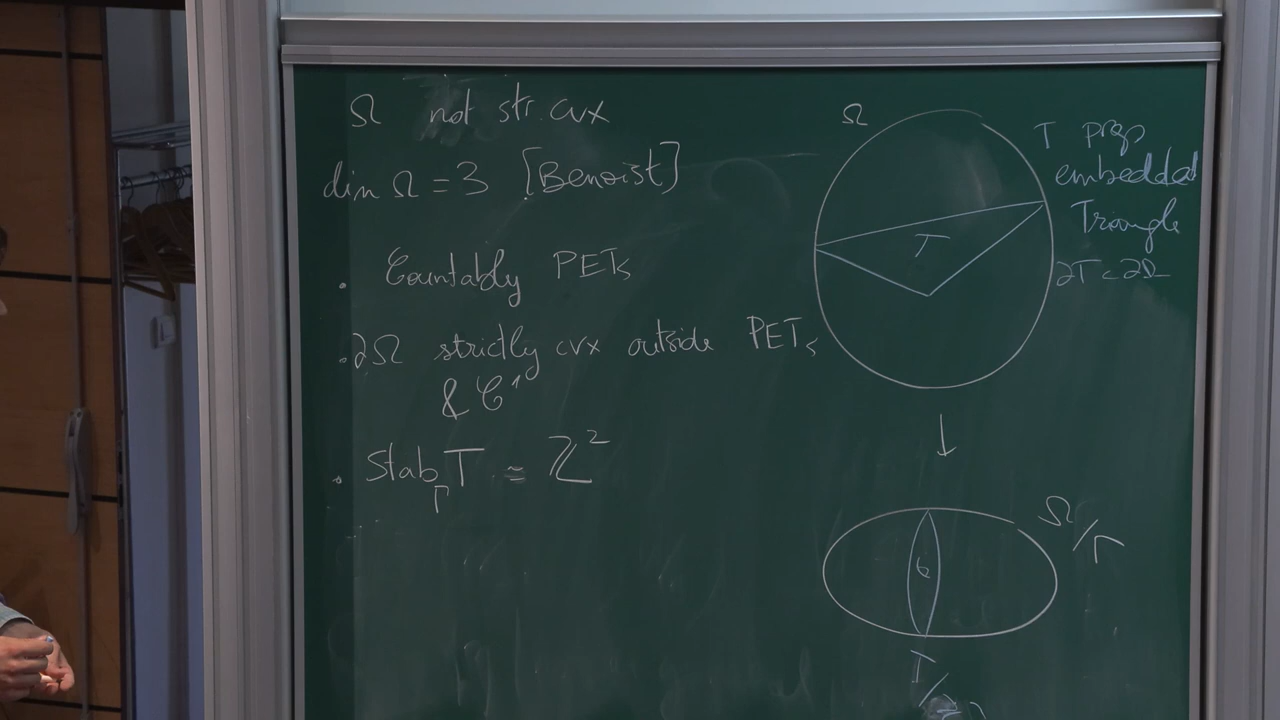 Ω not str. cvx
dim Ω = 3 [Benoist]
. Countably PETs
. ∂Ω strictly cvx outside PETs
& C¹
. Stab_Γ T ≃ ℤ²
Ω
T prop
embedded
Triangle
∂T ⊂ ∂Ω
T
↓
Ω/Γ
T/